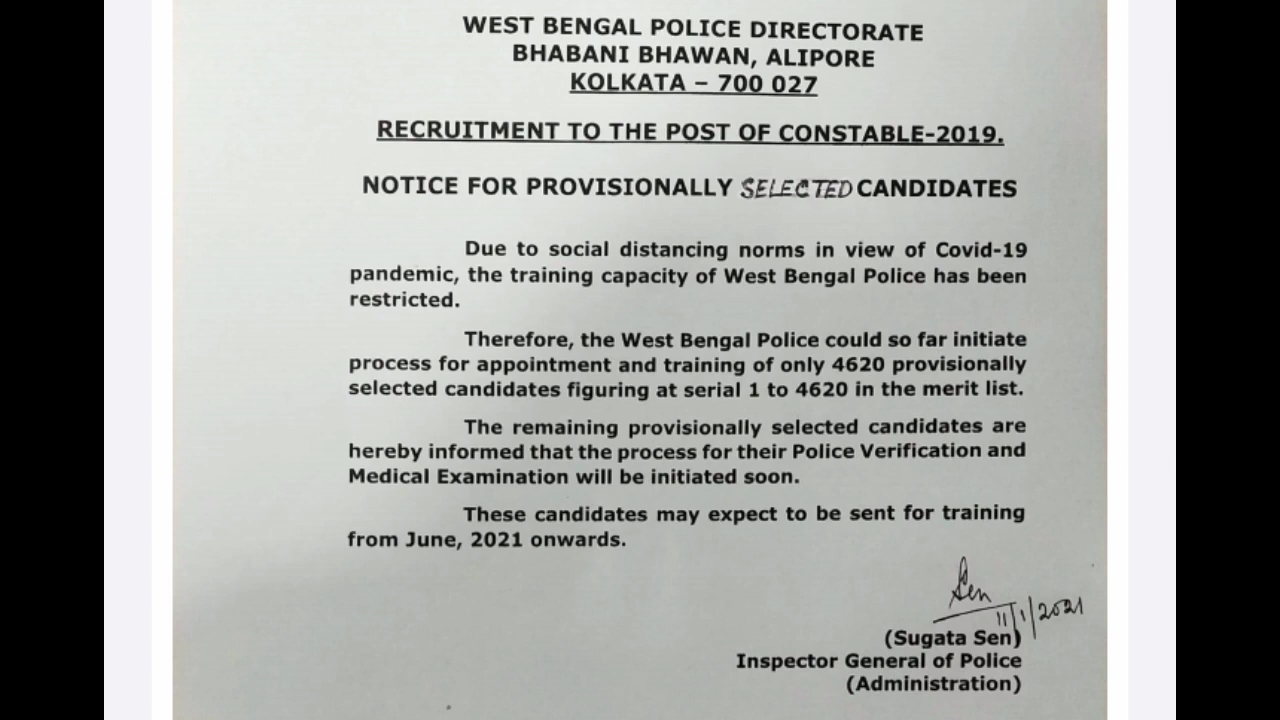 WEST BENGAL POLICE DIRECTORATE
BHABANI BHAWAN, ALIPORE
KOLKATA – 700 027
RECRUITMENT TO THE POST OF CONSTABLE-2019.
NOTICE FOR PROVISIONALLY SELECTED CANDIDATES
Due to social distancing norms in view of Covid-19
pandemic, the training capacity of West Bengal Police has been
restricted.
Therefore, the West Bengal Police could so far initiate
process for appointment and training of only 4620 provisionally
selected candidates figuring at serial 1 to 4620 in the merit list.
The remaining provisionally selected candidates are
hereby informed that the process for their Police Verification and
Medical Examination will be initiated soon.
These candidates may expect to be sent for training
from June, 2021 onwards.
Sen
11/1/2021
(Sugata Sen)
Inspector General of Police
(Administration)